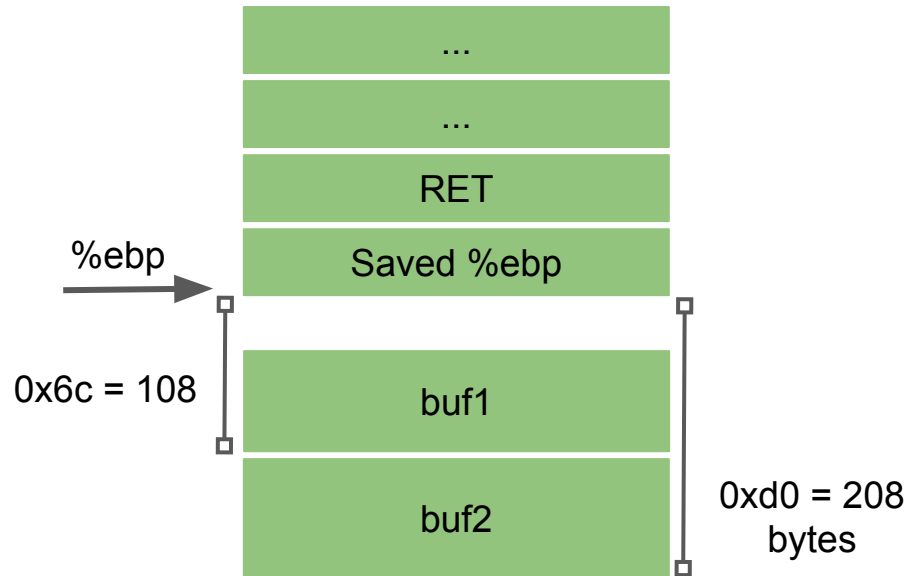 ...
...
RET
%ebp
Saved %ebp
0x6c = 108
buf1
buf2
0xd0 = 208
bytes